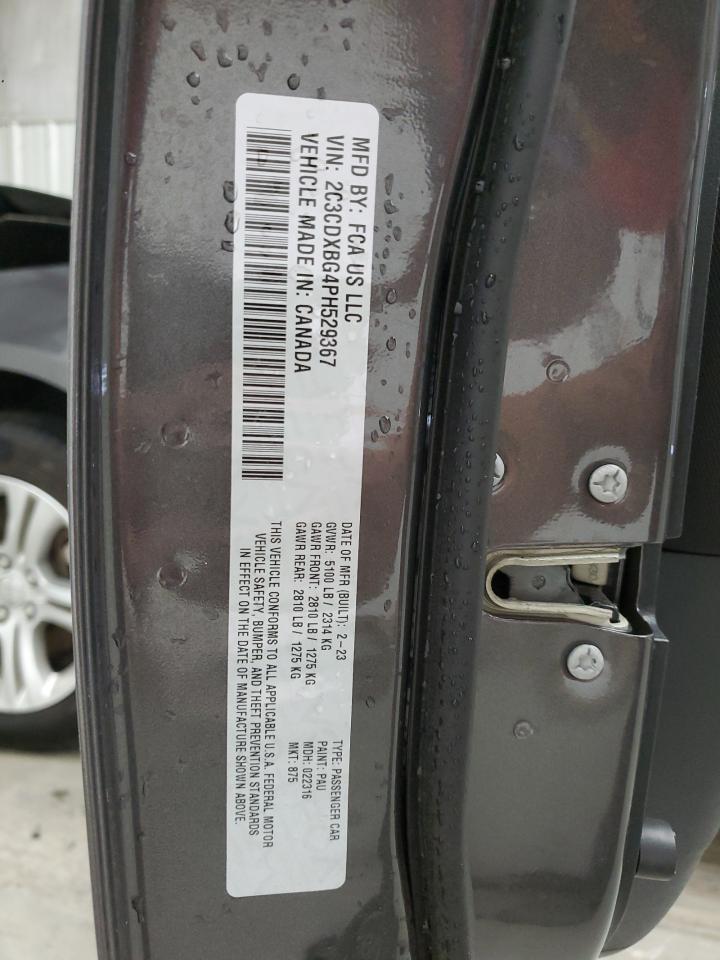 MFD BY: FCA US LLC
VIN: 2C3CDXBG4PH529367
VEHICLE MADE IN: CANADA
DATE OF MFR (BUILT): 2-23
GVWR: 5100 LB / 2314 KG
GAWR FRONT: 2810 LB / 1275 KG
GAWR REAR: 2810 LB / 1275 KG
TYPE: PASSENGER CAR
PAINT: PAU
MDH: 022316
MKT: 875
THIS VEHICLE CONFORMS TO ALL APPLICABLE U.S.A. FEDERAL MOTOR
VEHICLE SAFETY, BUMPER, AND THEFT PREVENTION STANDARDS
IN EFFECT ON THE DATE OF MANUFACTURE SHOWN ABOVE.